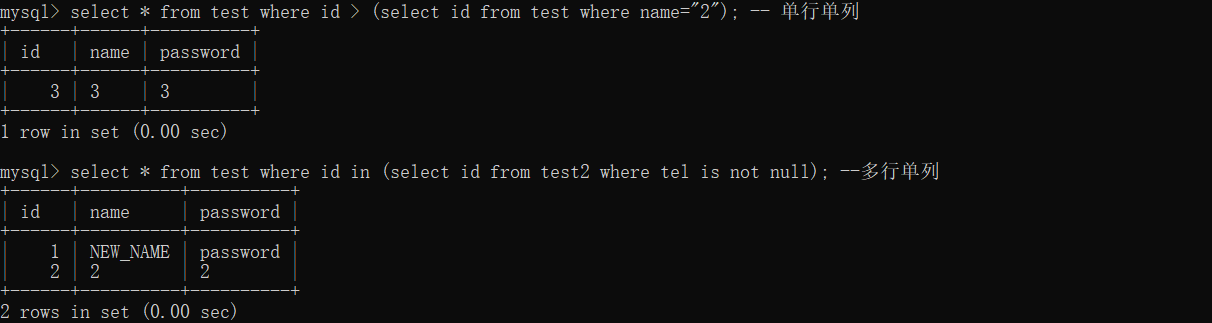 mysql> select * from test where id > (select id from test where name="2"); -- 单行单列
+------+------+----------+
| id   | name | password |
+------+------+----------+
|    3 | 3    | 3        |
+------+------+----------+
1 row in set (0.00 sec)
mysql> select * from test where id in (select id from test2 where tel is not null); --多行单列
+------+----------+----------+
| id   | name     | password |
+------+----------+----------+
|    1 | NEW_NAME | password |
|    2 | 2        | 2        |
+------+----------+----------+
2 rows in set (0.00 sec)